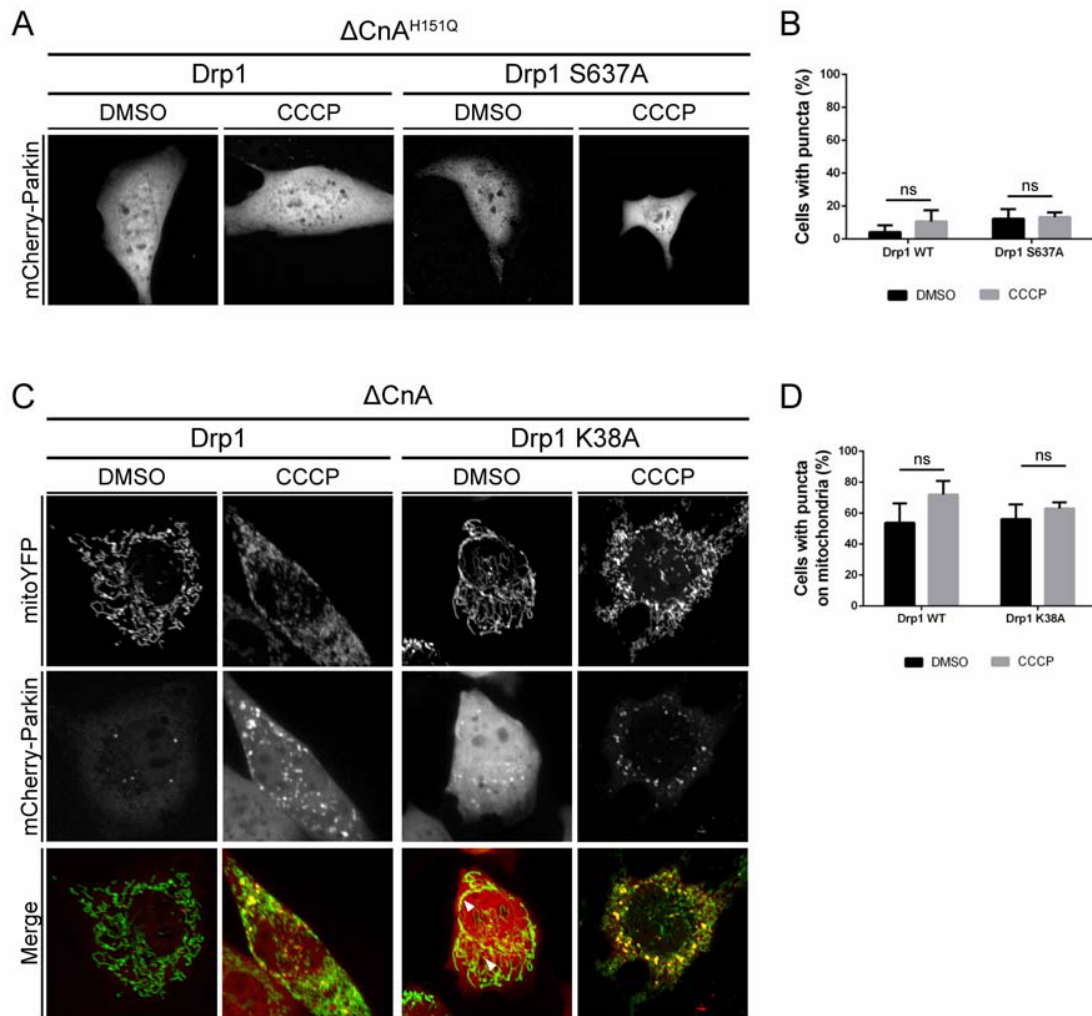 A
ΔCnA^H151Q
Drp1 Drp1 S637A
DMSO CCCP DMSO CCCP
mCherry-Parkin
B
Cells with puncta (%)
100
80
60
40
20
0
ns ns
Drp1 WT Drp1 S637A
DMSO CCCP
C
ΔCnA
Drp1 Drp1 K38A
DMSO CCCP DMSO CCCP
mitoYFP
mCherry-Parkin
Merge
D
Cells with puncta
on mitochondria (%)
100
80
60
40
20
0
ns ns
Drp1 WT Drp1 K38A
DMSO CCCP